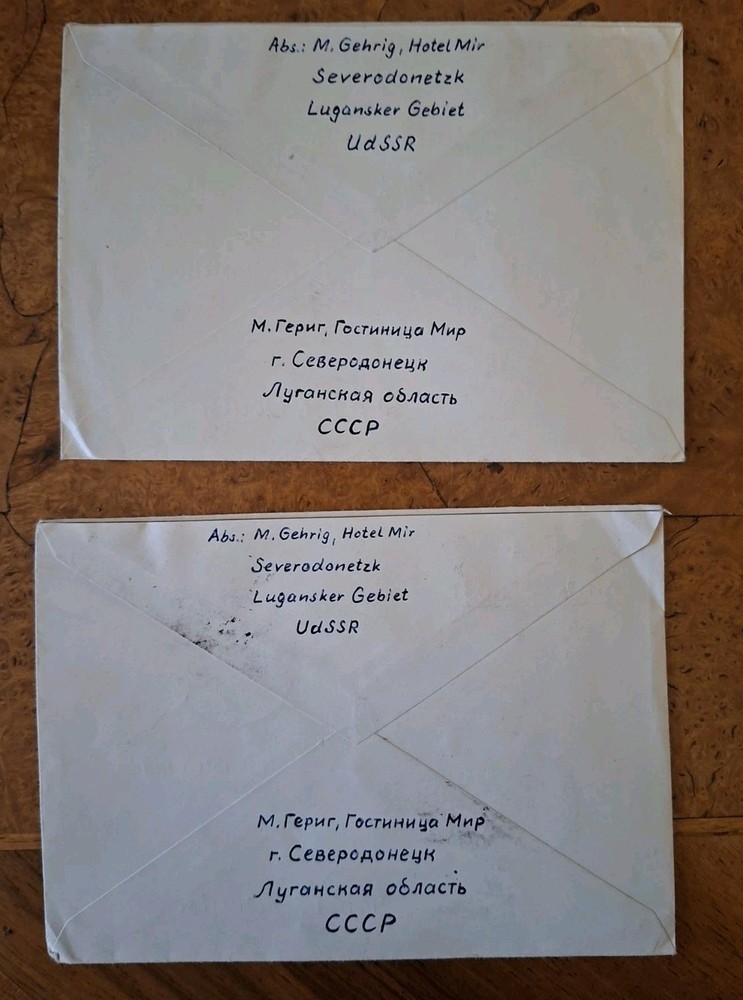 Abs.: M. Gehrig, Hotel Mir
Severodonetzk
Lugansker Gebiet
UdSSR
М. Гериг, Гостиница Мир
г. Северодонецк
Луганская область
СССР
Abs.: M. Gehrig, Hotel Mir
Severodonetzk
Lugansker Gebiet
UdSSR
М. Гериг, Гостиница Мир
г. Северодонецк
Луганская область
СССР